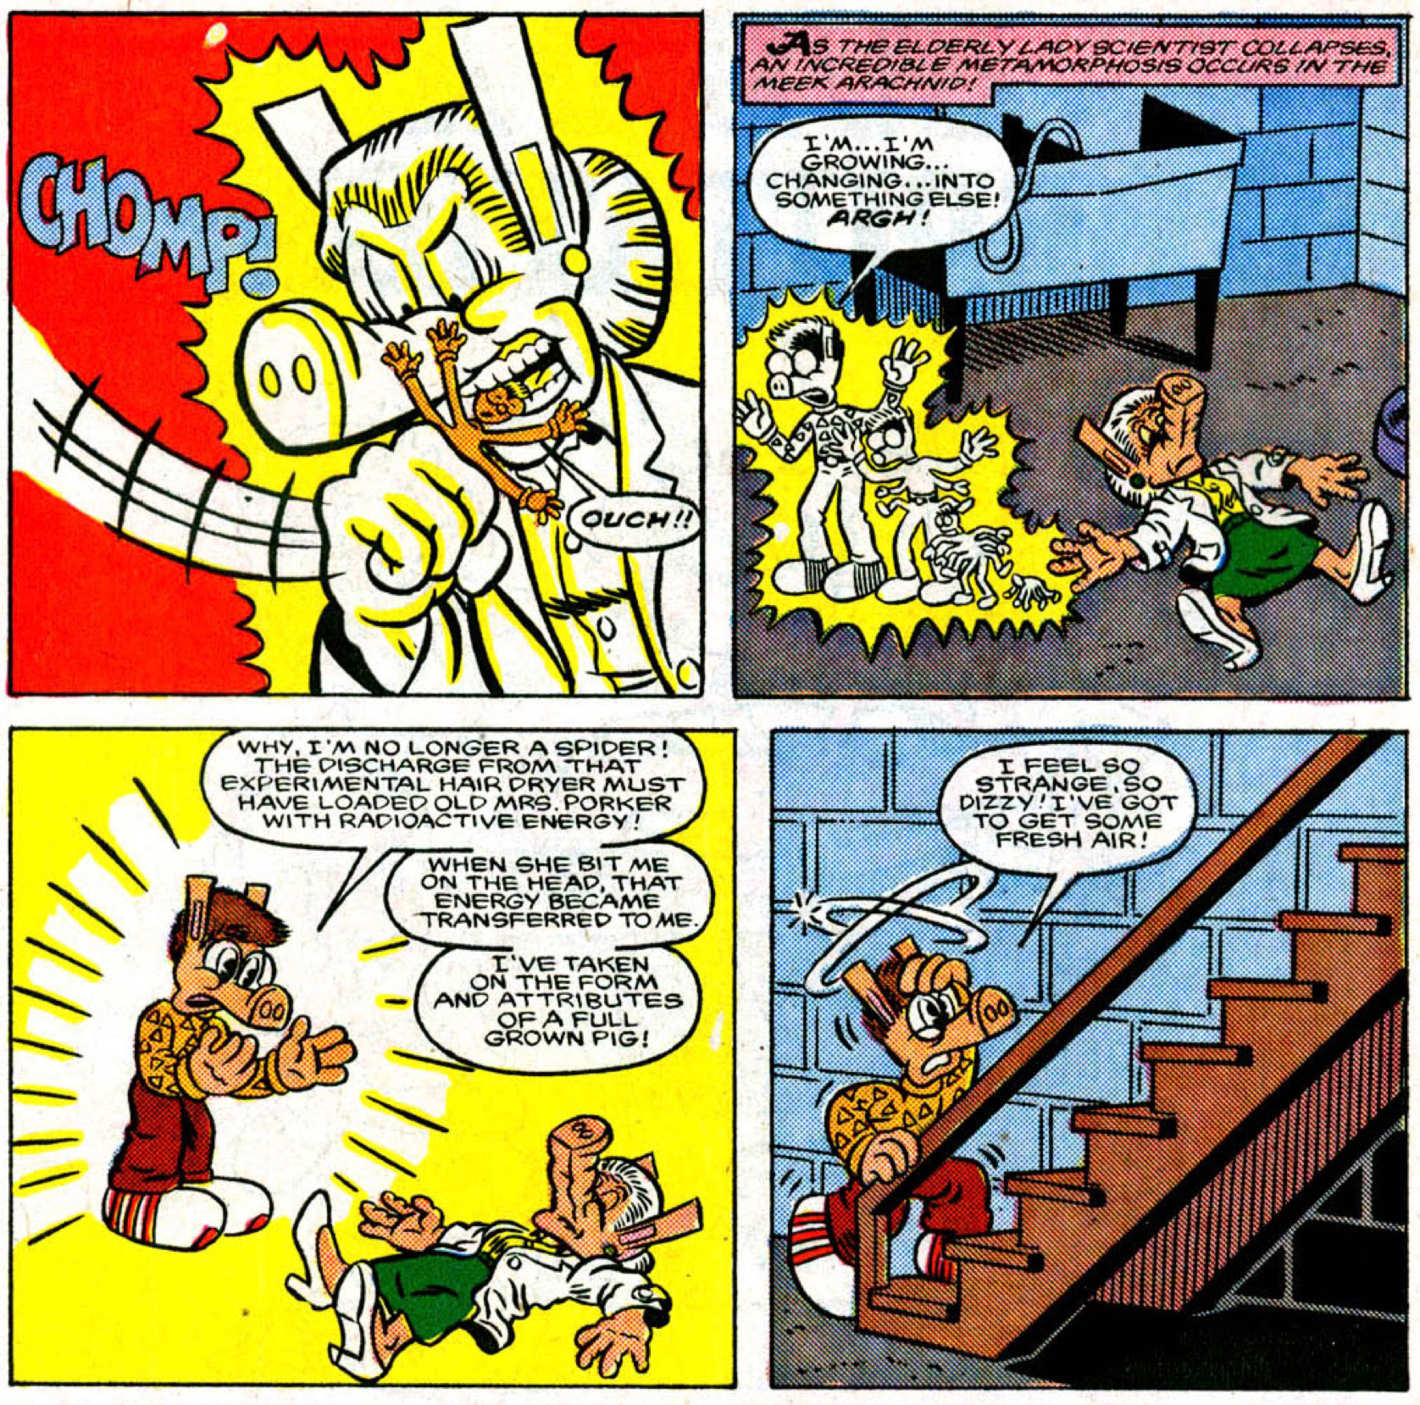 CHOMP!
OUCH!!
AS THE ELDERLY LADY SCIENTIST COLLAPSES,
AN INCREDIBLE METAMORPHOSIS OCCURS IN THE
MEEK ARACHNID!
I'M...I'M
GROWING...
CHANGING...INTO
SOMETHING ELSE!
ARGH!
WHY, I'M NO LONGER A SPIDER!
THE DISCHARGE FROM THAT
EXPERIMENTAL HAIR DRYER MUST
HAVE LOADED OLD MRS. PORKER
WITH RADIOACTIVE ENERGY!
WHEN SHE BIT ME
ON THE HEAD, THAT
ENERGY BECAME
TRANSFERRED TO ME.
I'VE TAKEN
ON THE FORM
AND ATTRIBUTES
OF A FULL
GROWN PIG!
I FEEL SO
STRANGE, SO
DIZZY! I'VE GOT
TO GET SOME
FRESH AIR!